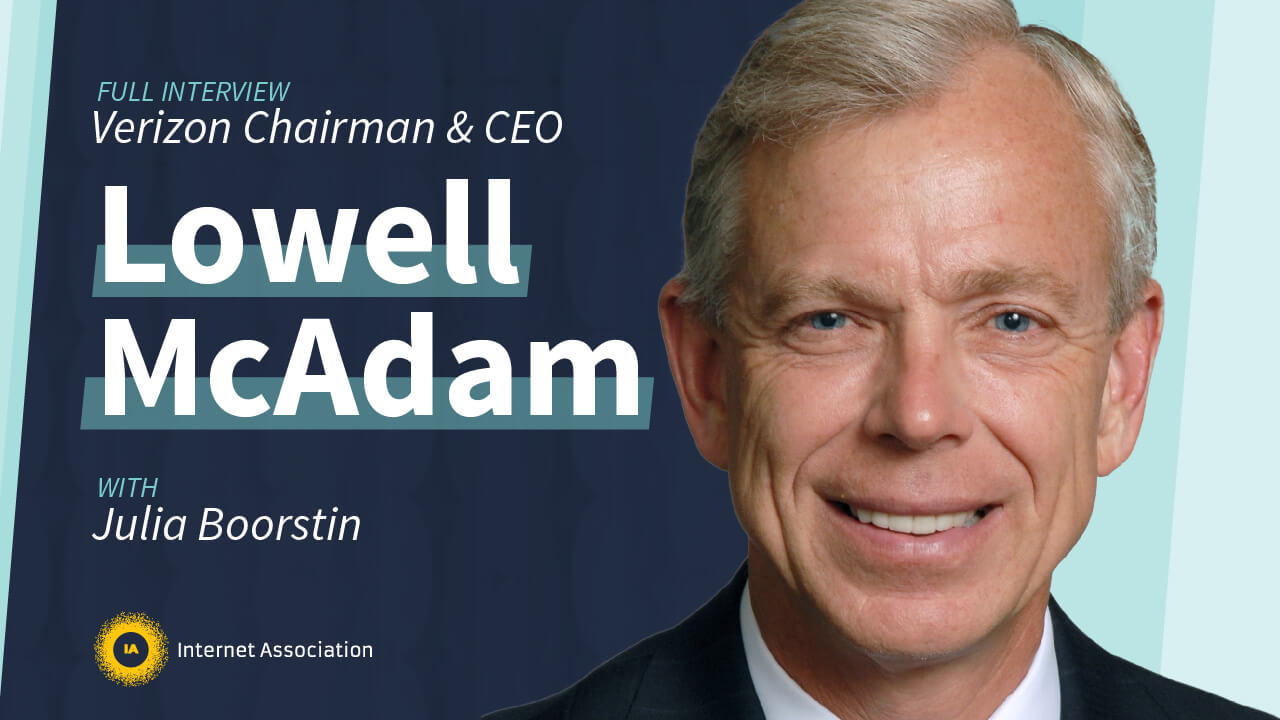 FULL INTERVIEW
Verizon Chairman & CEO
Lowell
McAdam
WITH
Julia Boorstin
IA
Internet Association